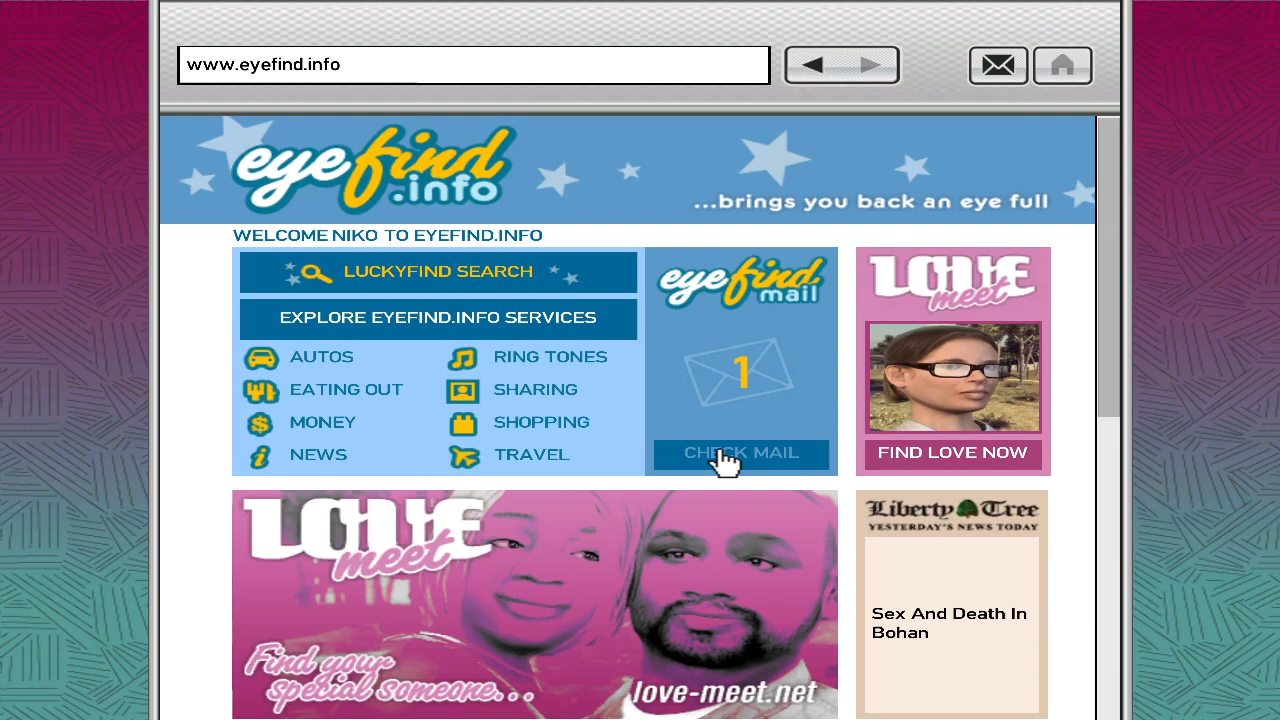 www.eyefind.info
eyefind
.info
...brings you back an eye full
WELCOME NIKO TO EYEFIND.INFO
LUCKYFIND SEARCH
EXPLORE EYEFIND.INFO SERVICES
AUTOS
RING TONES
EATING OUT
SHARING
MONEY
SHOPPING
NEWS
TRAVEL
eyefind
mail
1
CHECK MAIL
LOVE
meet
FIND LOVE NOW
LOVE
meet
Find your
special someone...
love-meet.net
Liberty Tree
YESTERDAY'S NEWS TODAY
Sex And Death In
Bohan